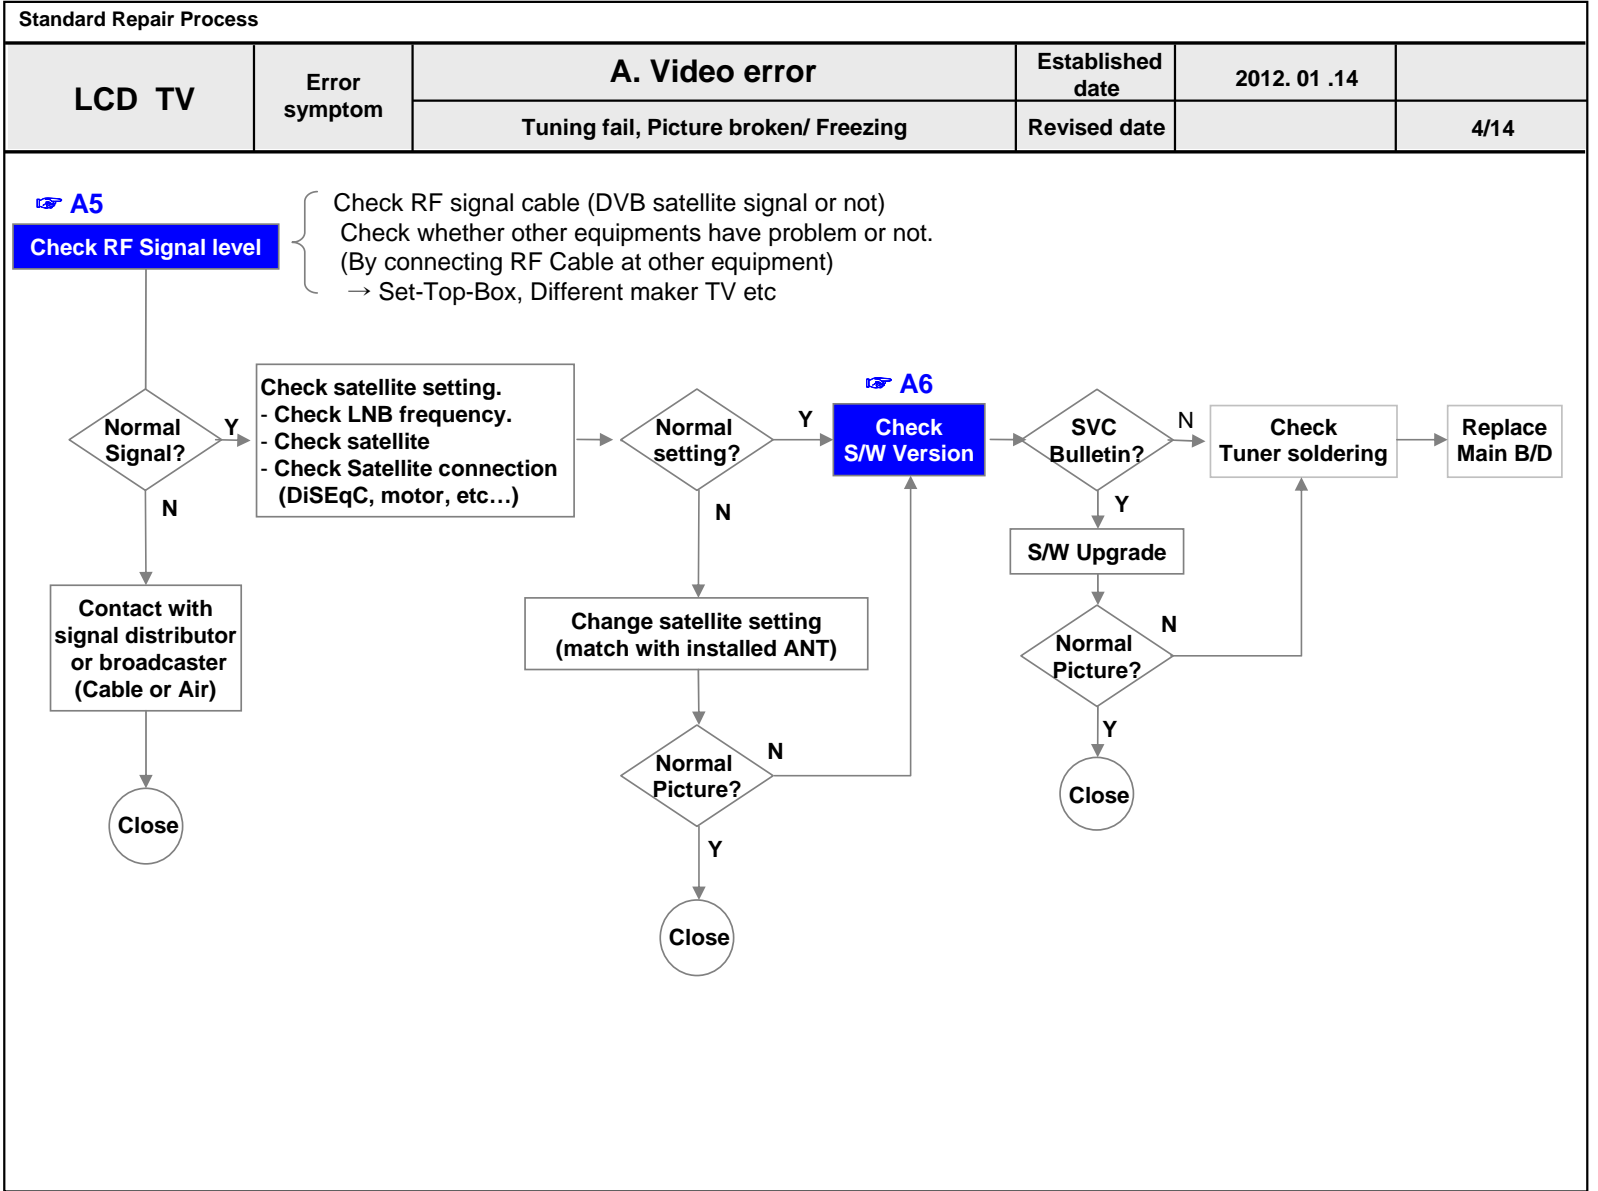 Standard Repair Process
LCD TV
Error
symptom
A. Video error
Established
date
2012. 01 .14
Tuning fail, Picture broken/ Freezing
Revised date
4/14
☞ A5
Check RF Signal level
Check RF signal cable (DVB satellite signal or not)
Check whether other equipments have problem or not.
(By connecting RF Cable at other equipment)
→ Set-Top-Box, Different maker TV etc
Normal
Signal?
Y
N
Check satellite setting.
- Check LNB frequency.
- Check satellite
- Check Satellite connection
(DiSEqC, motor, etc…)
Normal
setting?
Y
N
☞ A6
Check
S/W Version
SVC
Bulletin?
N
Y
Check
Tuner soldering
Replace
Main B/D
S/W Upgrade
Contact with
signal distributor
or broadcaster
(Cable or Air)
Change satellite setting
(match with installed ANT)
Normal
Picture?
N
Y
Normal
Picture?
N
Y
Close
Close
Close